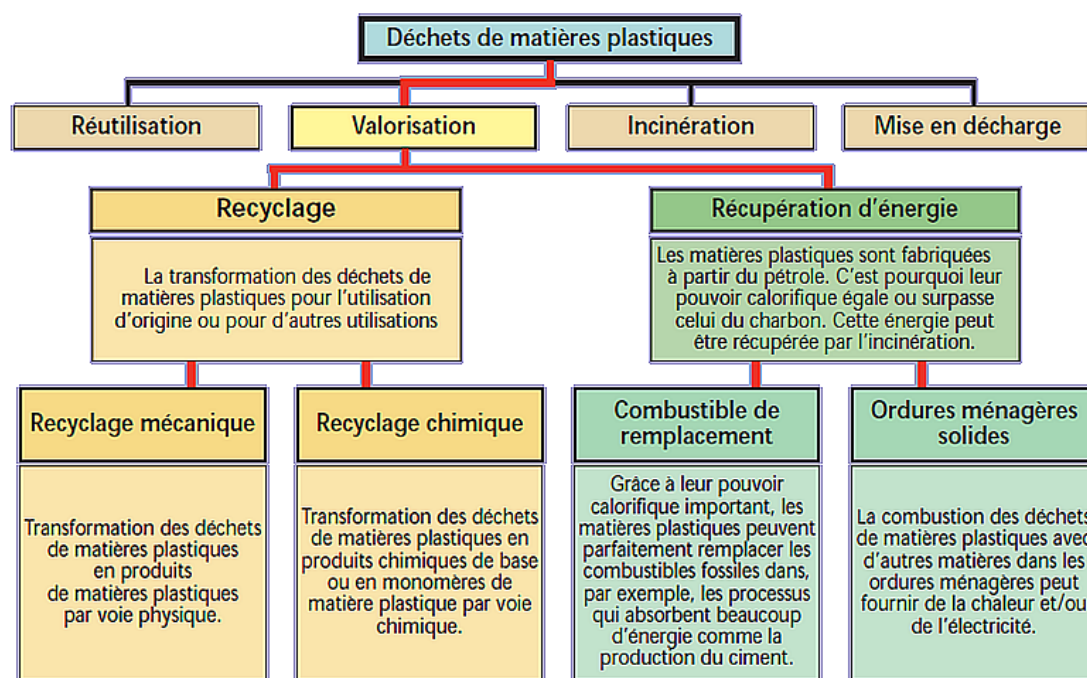 Déchets de matières plastiques
Réutilisation
Valorisation
Incinération
Mise en décharge
Recyclage
La transformation des déchets de
matières plastiques pour l'utilisation
d'origine ou pour d'autres utilisations
Récupération d'énergie
Les matières plastiques sont fabriquées
à partir du pétrole. C'est pourquoi leur
pouvoir calorifique égale ou surpasse
celui du charbon. Cette énergie peut
être récupérée par l'incinération.
Recyclage mécanique
Transformation des déchets
de matières plastiques
en produits
de matières plastiques
par voie physique.
Recyclage chimique
Transformation des déchets
de matières plastiques en
produits chimiques de base
ou en monomères de
matière plastique par voie
chimique.
Combustible de
remplacement
Grâce à leur pouvoir
calorifique important, les
matières plastiques peuvent
parfaitement remplacer les
combustibles fossiles dans,
par exemple, les processus
qui absorbent beaucoup
d'énergie comme la
production du ciment.
Ordures ménagères
solides
La combustion des déchets
de matières plastiques avec
d'autres matières dans les
ordures ménagères peut
fournir de la chaleur et/ou
de l'électricité.